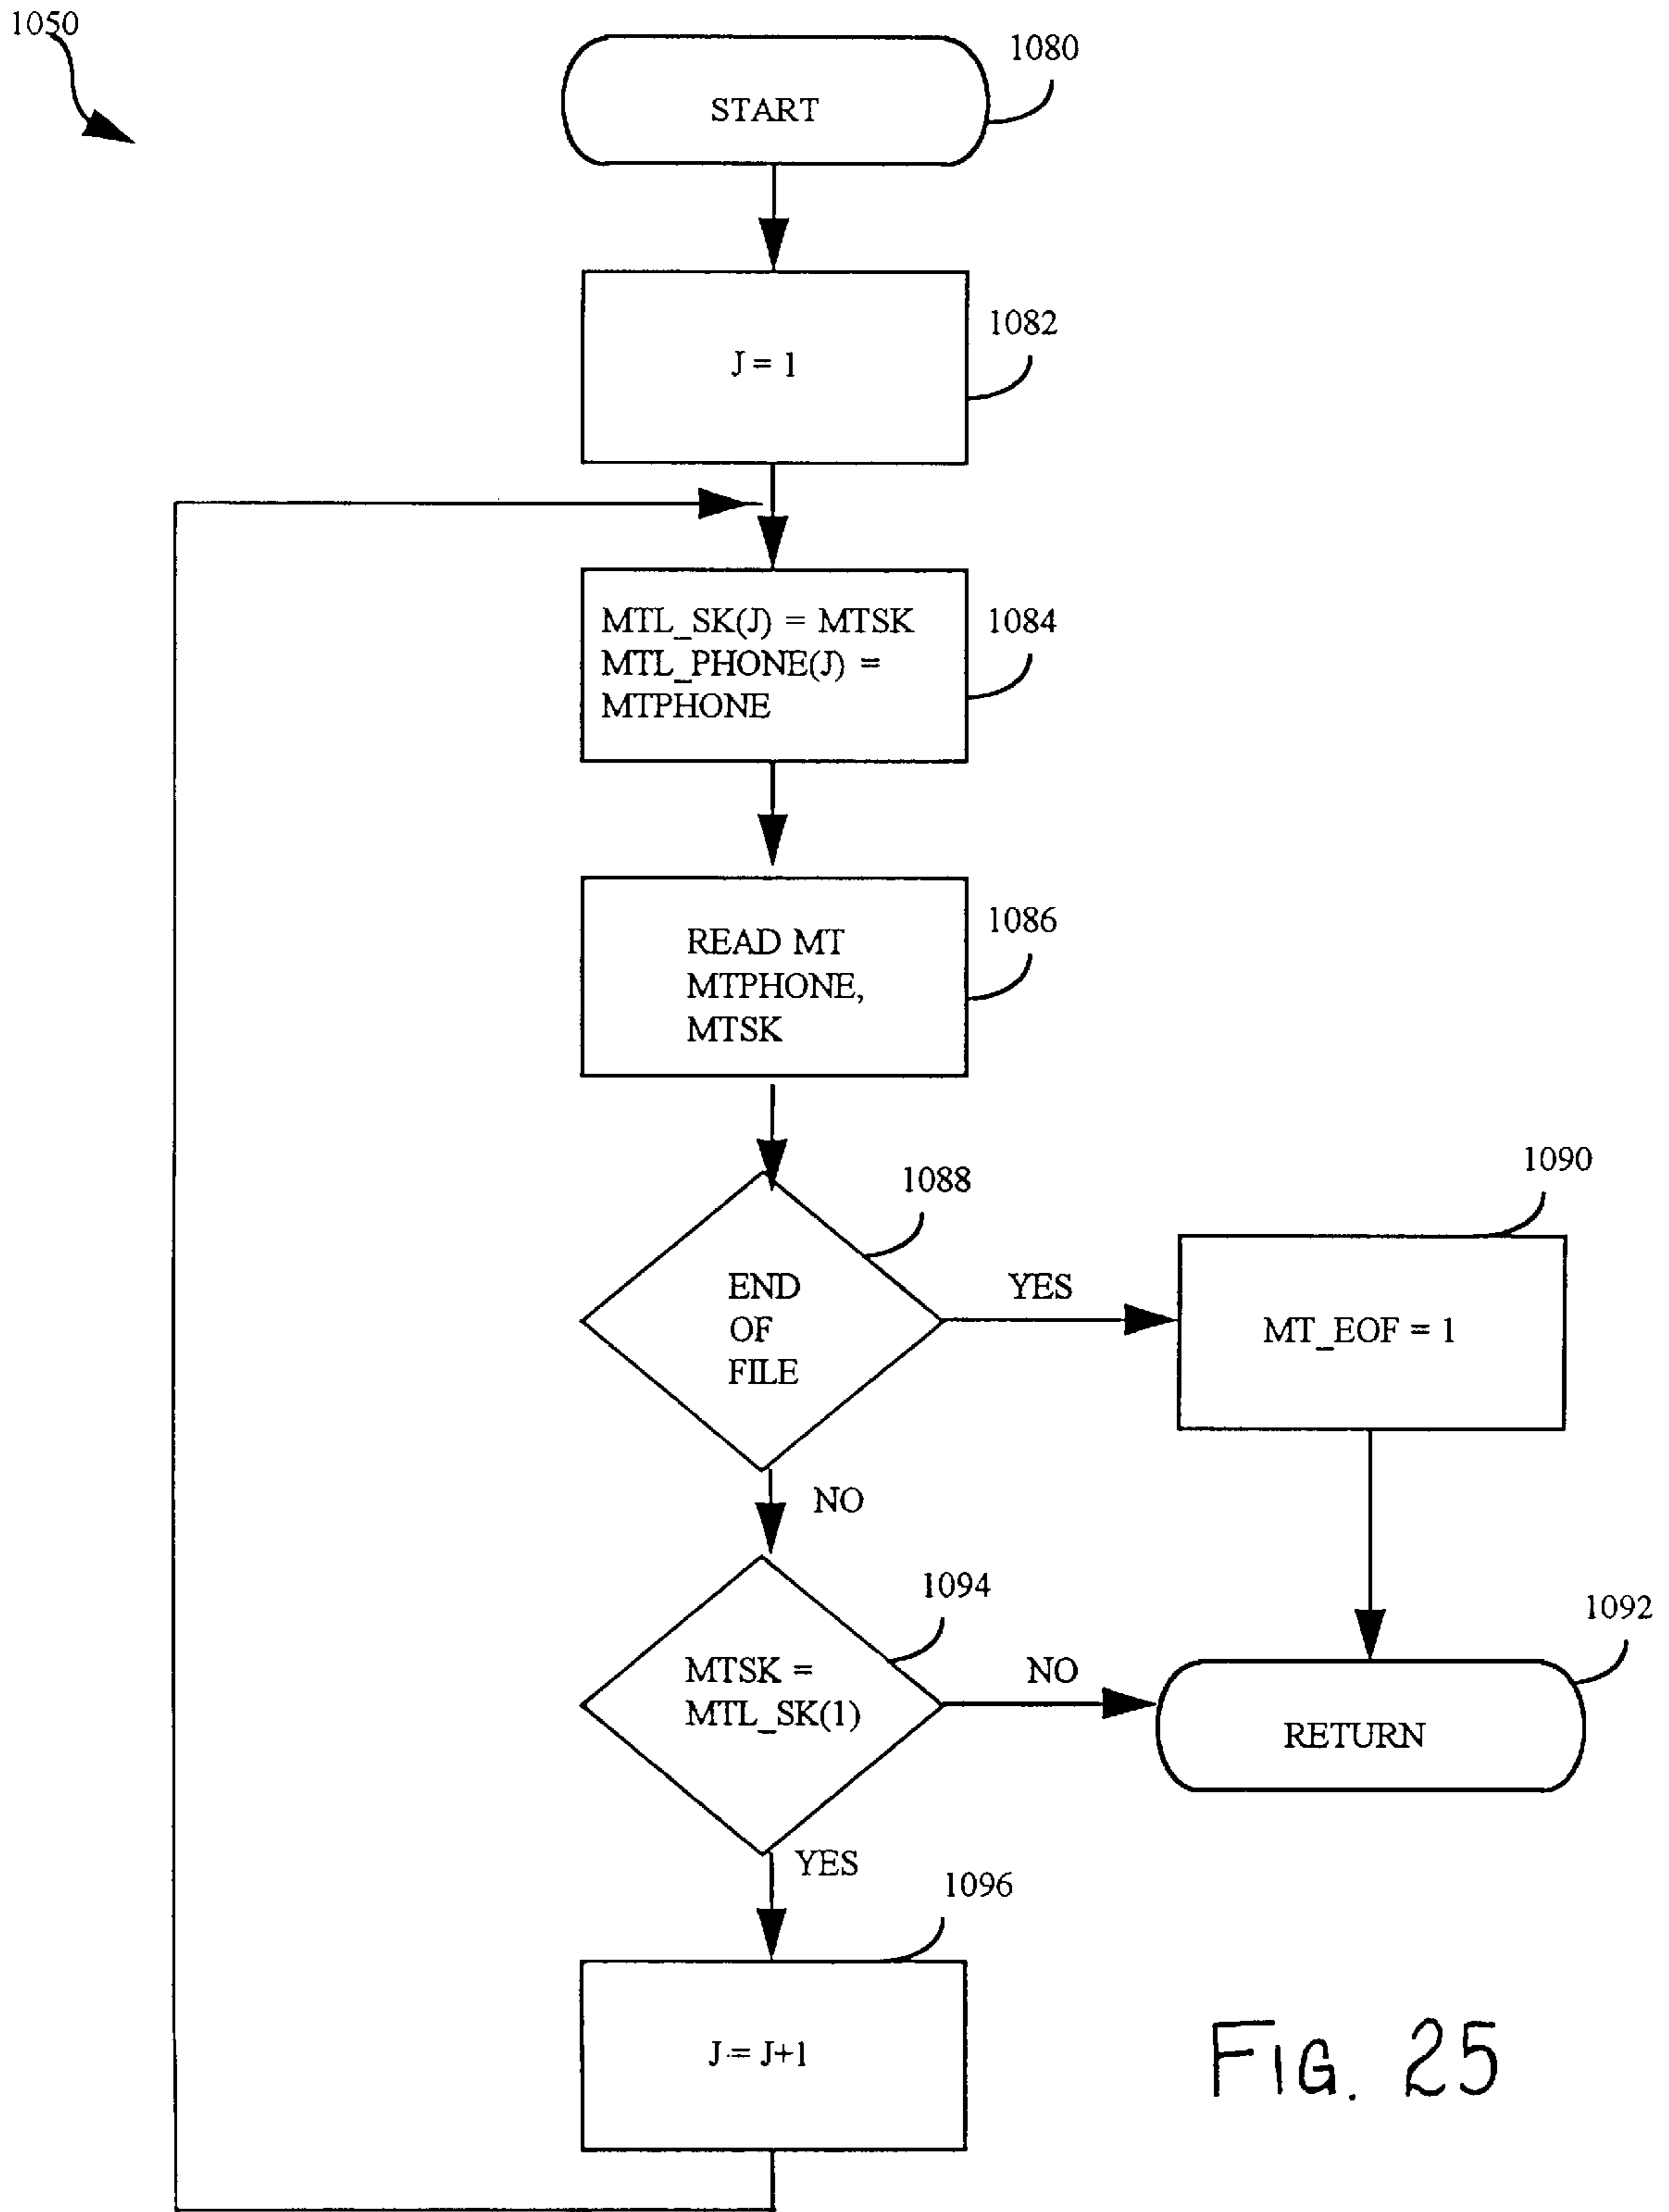 1050
1080
START
1082
J = 1
1084
MTL_SK(J) = MTSK
MTL_PHONE(J) =
MTPHONE
1086
READ MT
MTPHONE,
MTSK
1088
END
OF
FILE
YES
1090
MT_EOF = 1
NO
1094
MTSK =
MTL_SK(1)
NO
1092
RETURN
YES
1096
J = J+1
FIG. 25